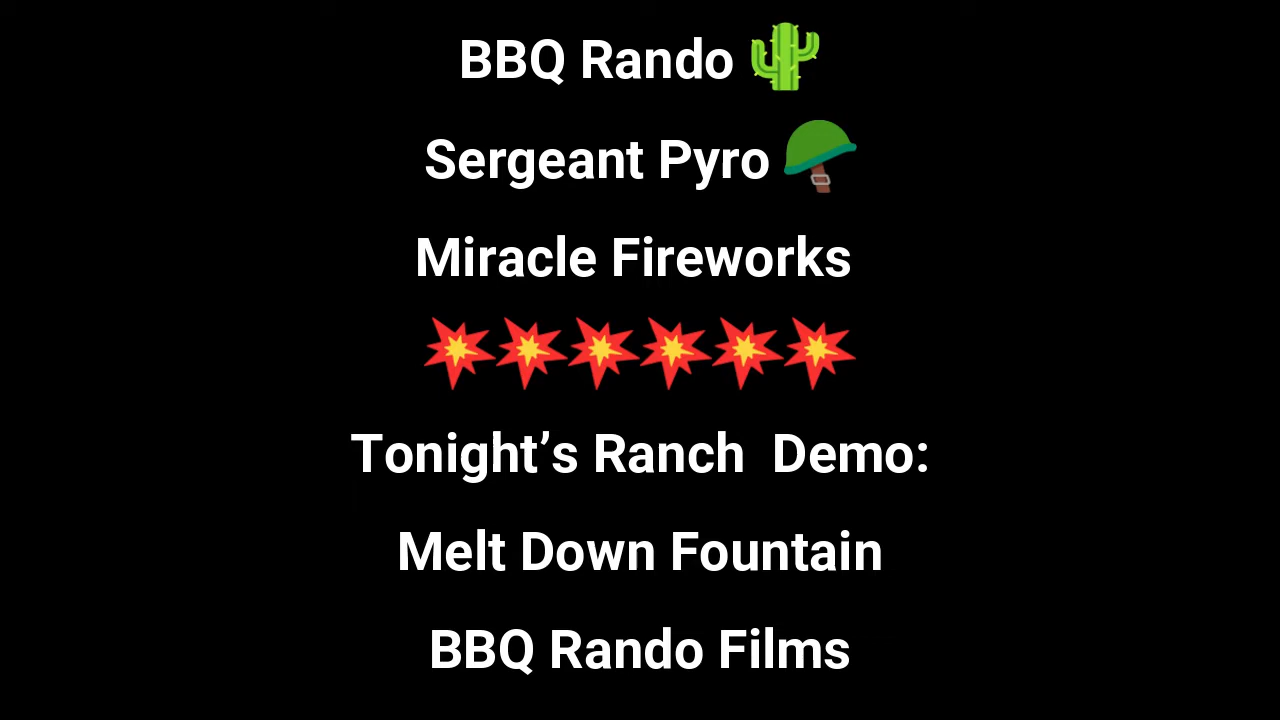 BBQ Rando 🌵
Sergeant Pyro 🪖
Miracle Fireworks
💥💥💥💥💥💥
Tonight’s Ranch  Demo:
Melt Down Fountain
BBQ Rando Films